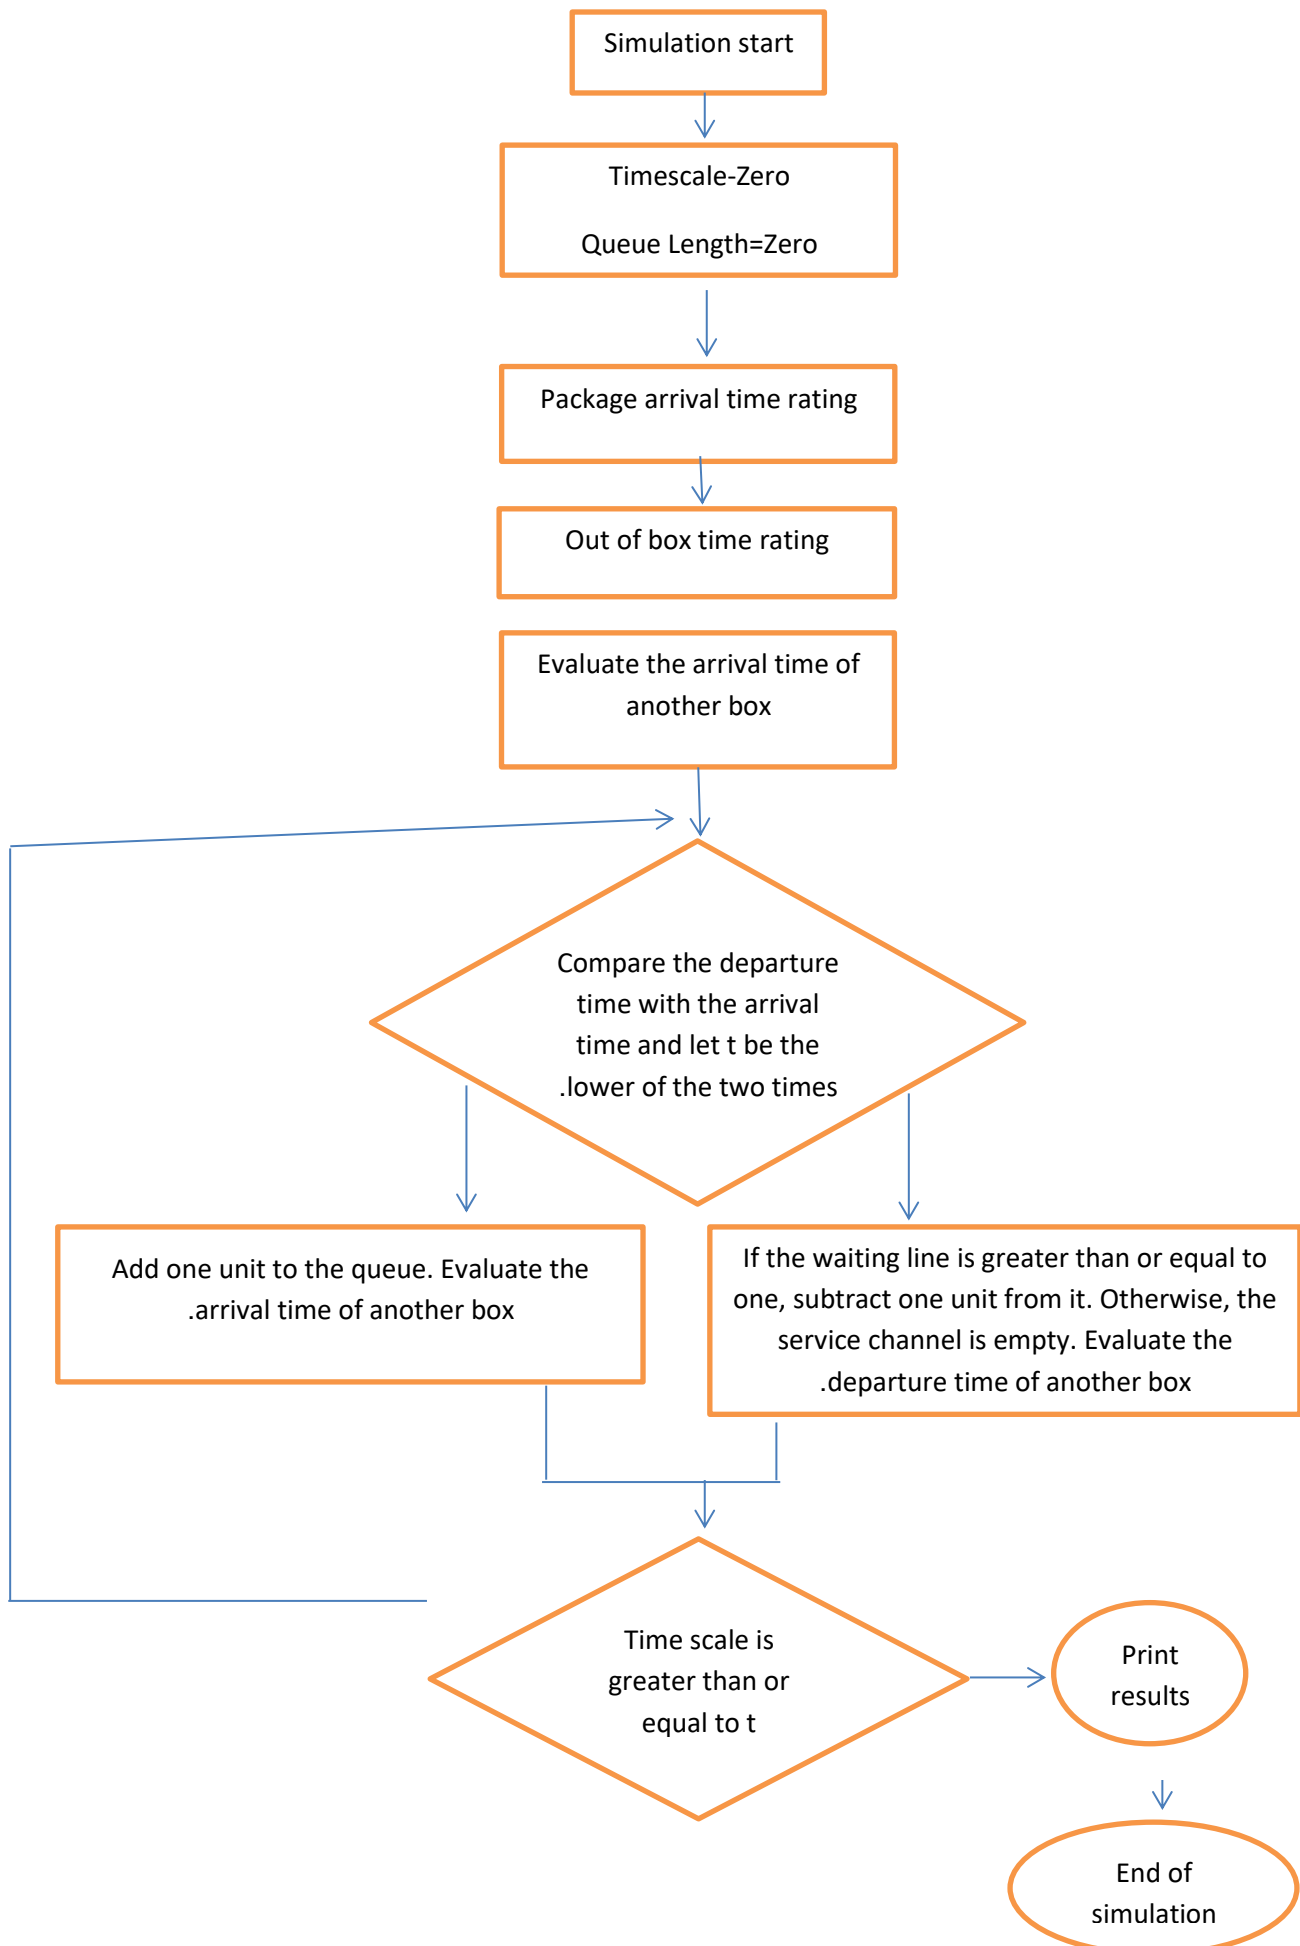 Simulation start
Timescale-Zero
Queue Length=Zero
Package arrival time rating
Out of box time rating
Evaluate the arrival time of
another box
Compare the departure
time with the arrival
time and let t be the
.lower of the two times
Add one unit to the queue. Evaluate the
.arrival time of another box
If the waiting line is greater than or equal to
one, subtract one unit from it. Otherwise, the
service channel is empty. Evaluate the
.departure time of another box
Time scale is
greater than or
equal to t
Print
results
End of
simulation